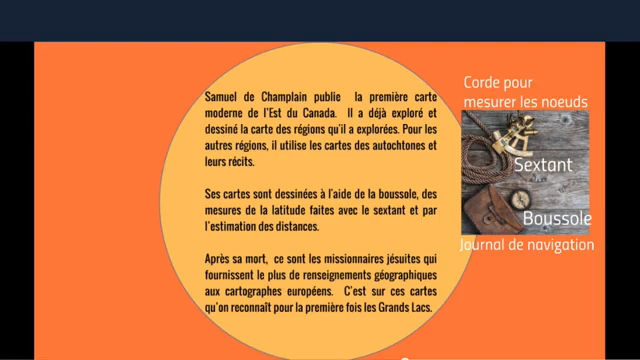 Samuel de Champlain publie la première carte
moderne de l'Est du Canada. Il a déjà exploré et
dessiné la carte des régions qu'il a explorées. Pour les
autres régions, il utilise les cartes des autochtones et
leurs récits.
Ses cartes sont dessinées à l'aide de la boussole, des
mesures de la latitude faites avec le sextant et par
l'estimation des distances.
Après sa mort, ce sont les missionnaires jésuites qui
fournissent le plus de renseignements géographiques
aux cartographes européens. C'est sur ces cartes
qu'on reconnaît pour la première fois les Grands Lacs.
Corde pour
mesurer les noeuds
Sextant
Boussole
Journal de navigation